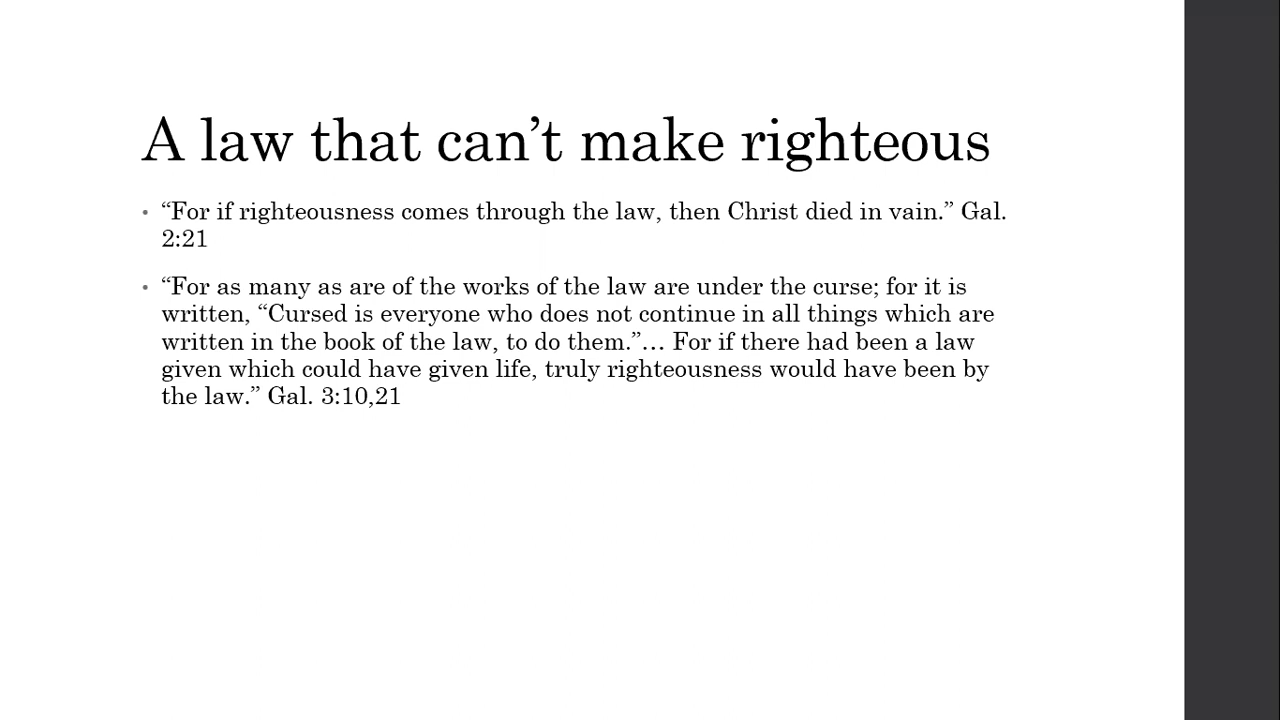 A law that can’t make righteous
• “For if righteousness comes through the law, then Christ died in vain.” Gal.
2:21
• “For as many as are of the works of the law are under the curse; for it is
written, “Cursed is everyone who does not continue in all things which are
written in the book of the law, to do them.”… For if there had been a law
given which could have given life, truly righteousness would have been by
the law.” Gal. 3:10,21